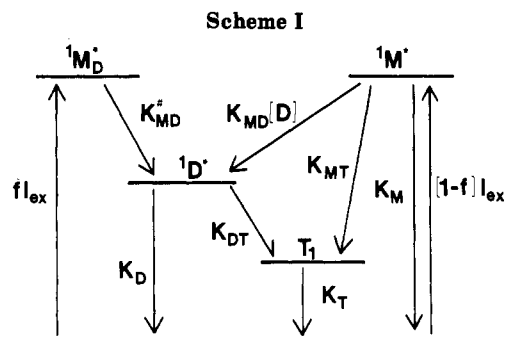 Scheme I
¹M*D ¹M*
K#MD KMD[D]
¹D* KMT
fIex KM [1-f]Iex
KDT T₁
KD KT